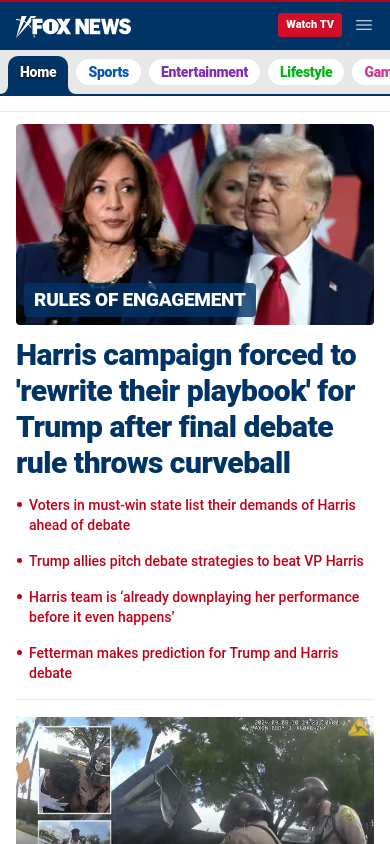 FOX NEWS
Watch TV
Home
Sports
Entertainment
Lifestyle
RULES OF ENGAGEMENT
Harris campaign forced to
'rewrite their playbook' for
Trump after final debate
rule throws curveball
• Voters in must-win state list their demands of Harris
ahead of debate
• Trump allies pitch debate strategies to beat VP Harris
• Harris team is ‘already downplaying her performance
before it even happens’
• Fetterman makes prediction for Trump and Harris
debate